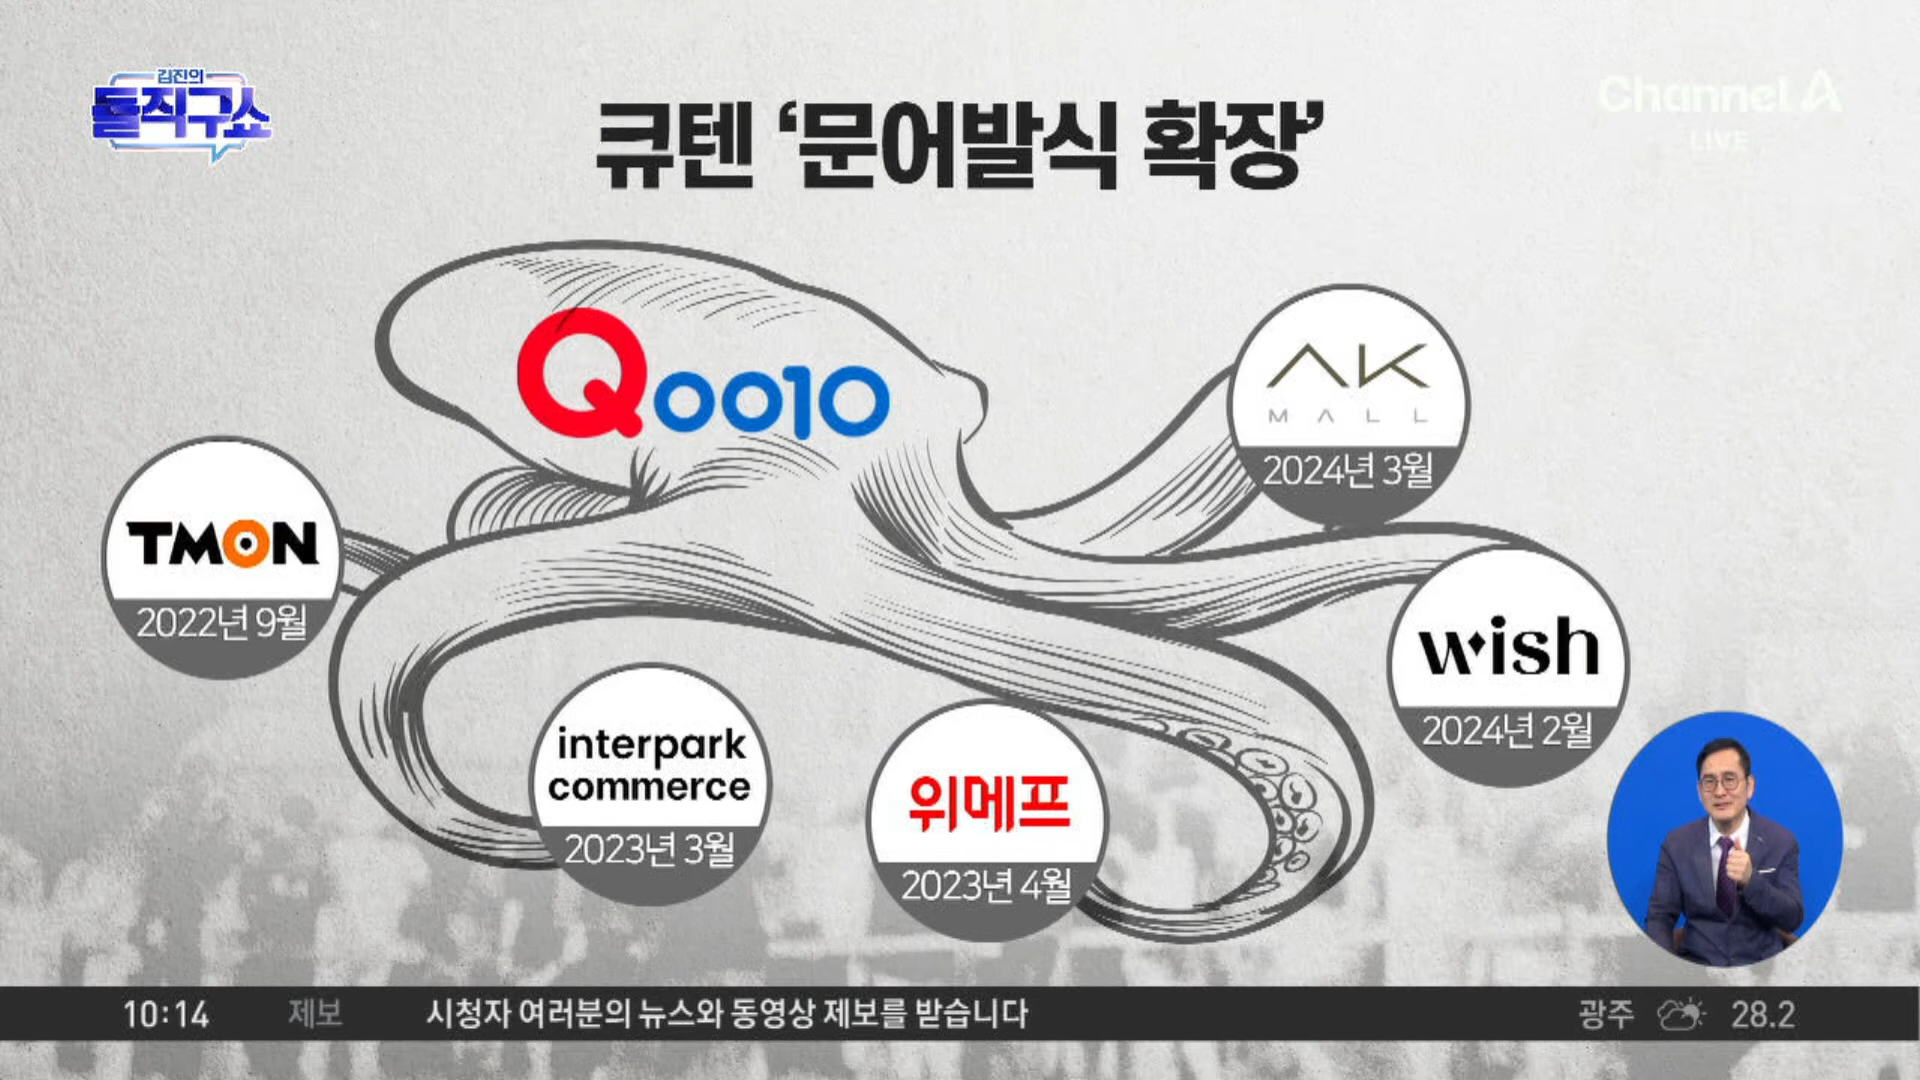 김진의
돌직구쇼
Channel A
LIVE
큐텐 ‘문어발식 확장’
Qoo10
AK
MALL
2024년 3월
TMON
2022년 9월
wish
2024년 2월
interpark
commerce
2023년 3월
위메프
2023년 4월
10:14 제보 시청자 여러분의 뉴스와 동영상 제보를 받습니다 광주 28.2